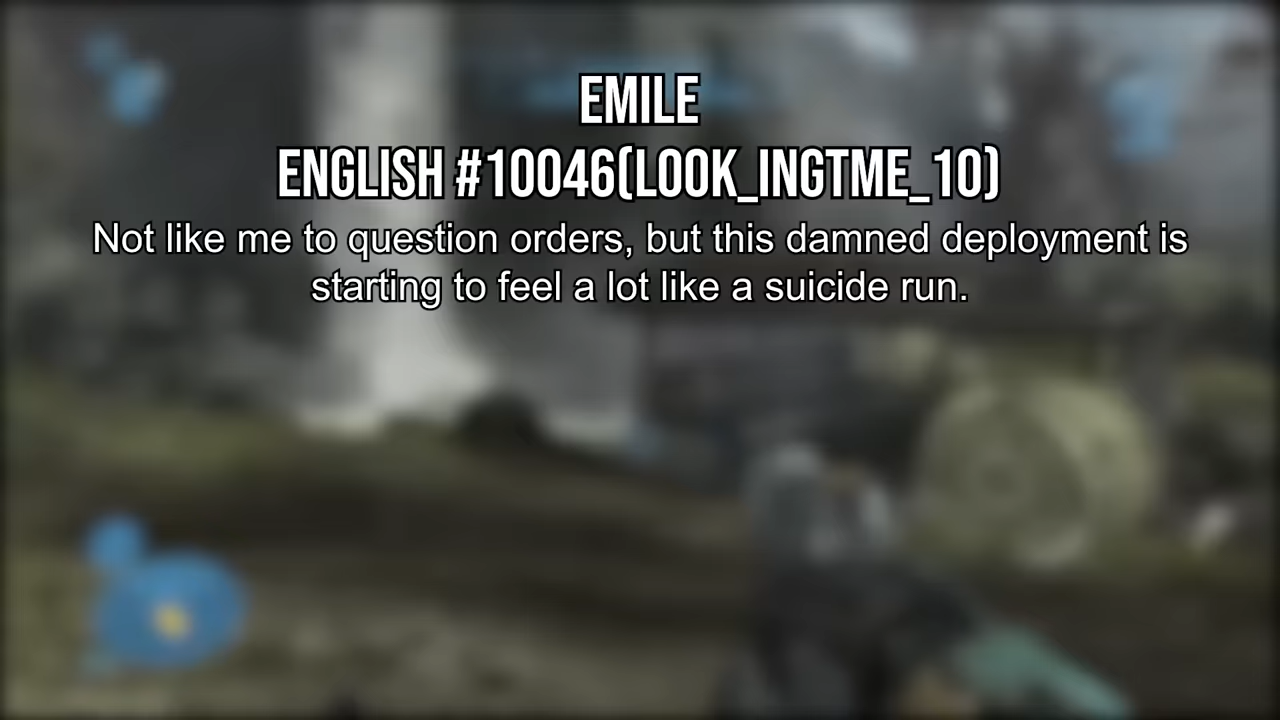 EMILE
ENGLISH #10046(LOOK_INGTME_10)
Not like me to question orders, but this damned deployment is
starting to feel a lot like a suicide run.